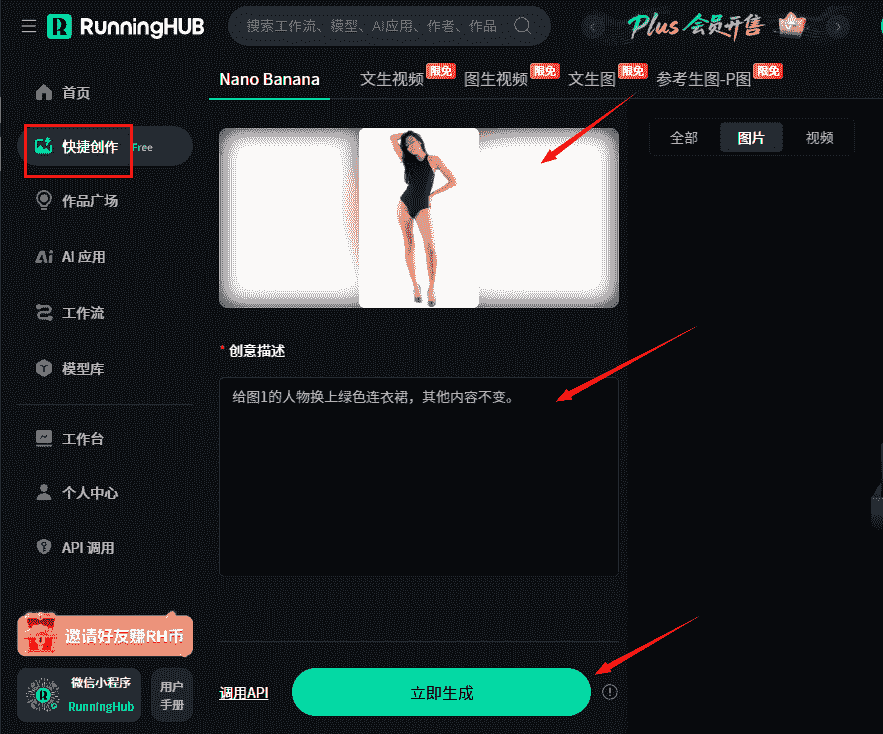 RunningHUB
搜索工作流、模型、AI应用、作者、作品
Plus 会员开售
首页
快捷创作 Free
作品广场
AI 应用
工作流
模型库
工作台
个人中心
API 调用
邀请好友赚RH币
微信小程序
RunningHub
用户
手册
Nano Banana
文生视频 限免
图生视频 限免
文生图 限免
参考生图-P图 限免
* 创意描述
给图1的人物换上绿色连衣裙，其他内容不变。
调用API
立即生成
全部
图片
视频